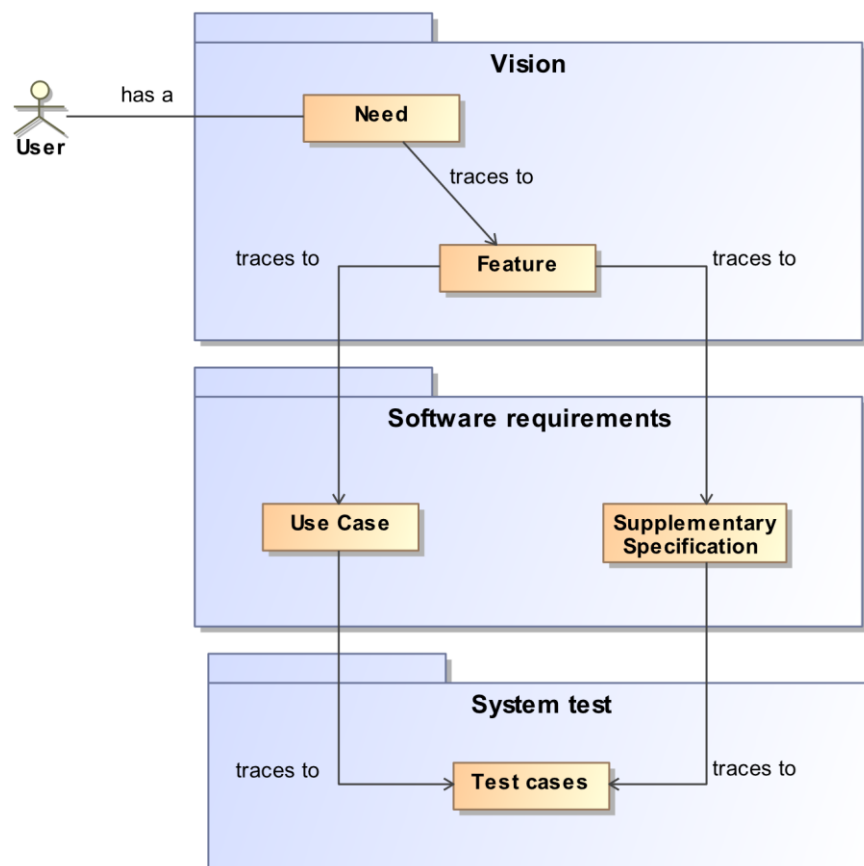 Vision
has a
Need
User
traces to
traces to
Feature
traces to
Software requirements
Use Case
Supplementary
Specification
System test
traces to
Test cases
traces to